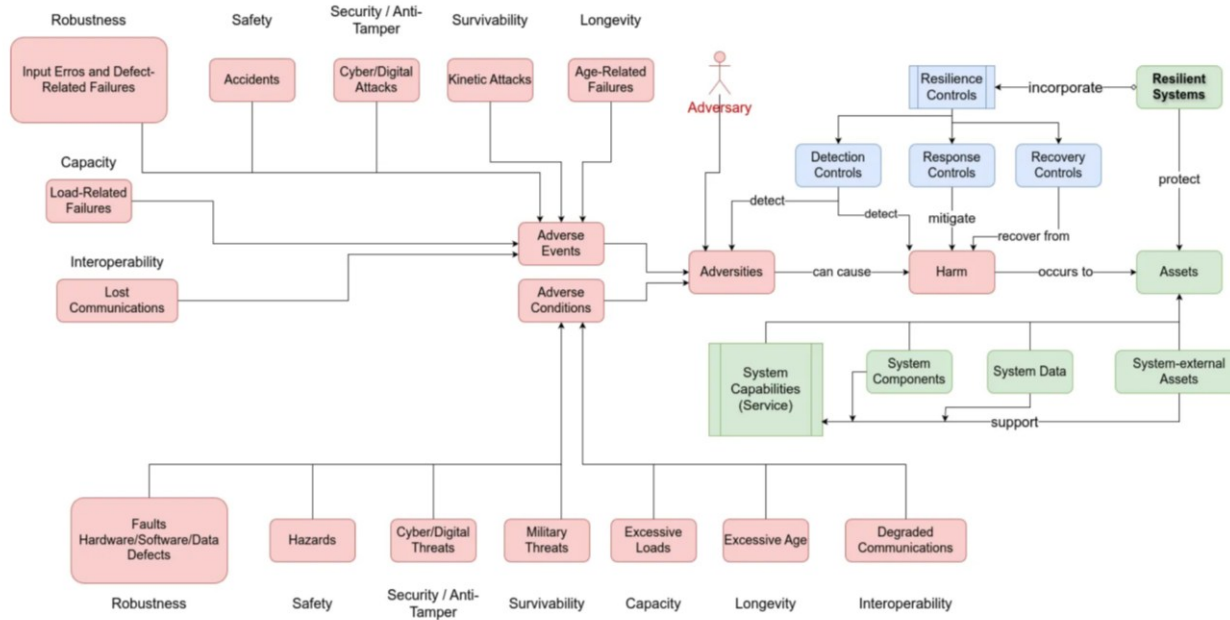 Robustness
Safety
Security / Anti-
Tamper
Survivability
Longevity
Input Erros and Defect-
Related Failures
Accidents
Cyber/Digital
Attacks
Kinetic Attacks
Age-Related
Failures
Adversary
Resilience
Controls
incorporate
Resilient
Systems
Capacity
Load-Related
Failures
Detection
Controls
Response
Controls
Recovery
Controls
protect
detect
detect
mitigate
recover from
Interoperability
Lost
Communications
Adverse
Events
Adverse
Conditions
Adversities
can cause
Harm
occurs to
Assets
System
Capabilities
(Service)
System
Components
System Data
System-external
Assets
support
Faults
Hardware/Software/Data
Defects
Hazards
Cyber/Digital
Threats
Military
Threats
Excessive
Loads
Excessive Age
Degraded
Communications
Robustness
Safety
Security / Anti-
Tamper
Survivability
Capacity
Longevity
Interoperability